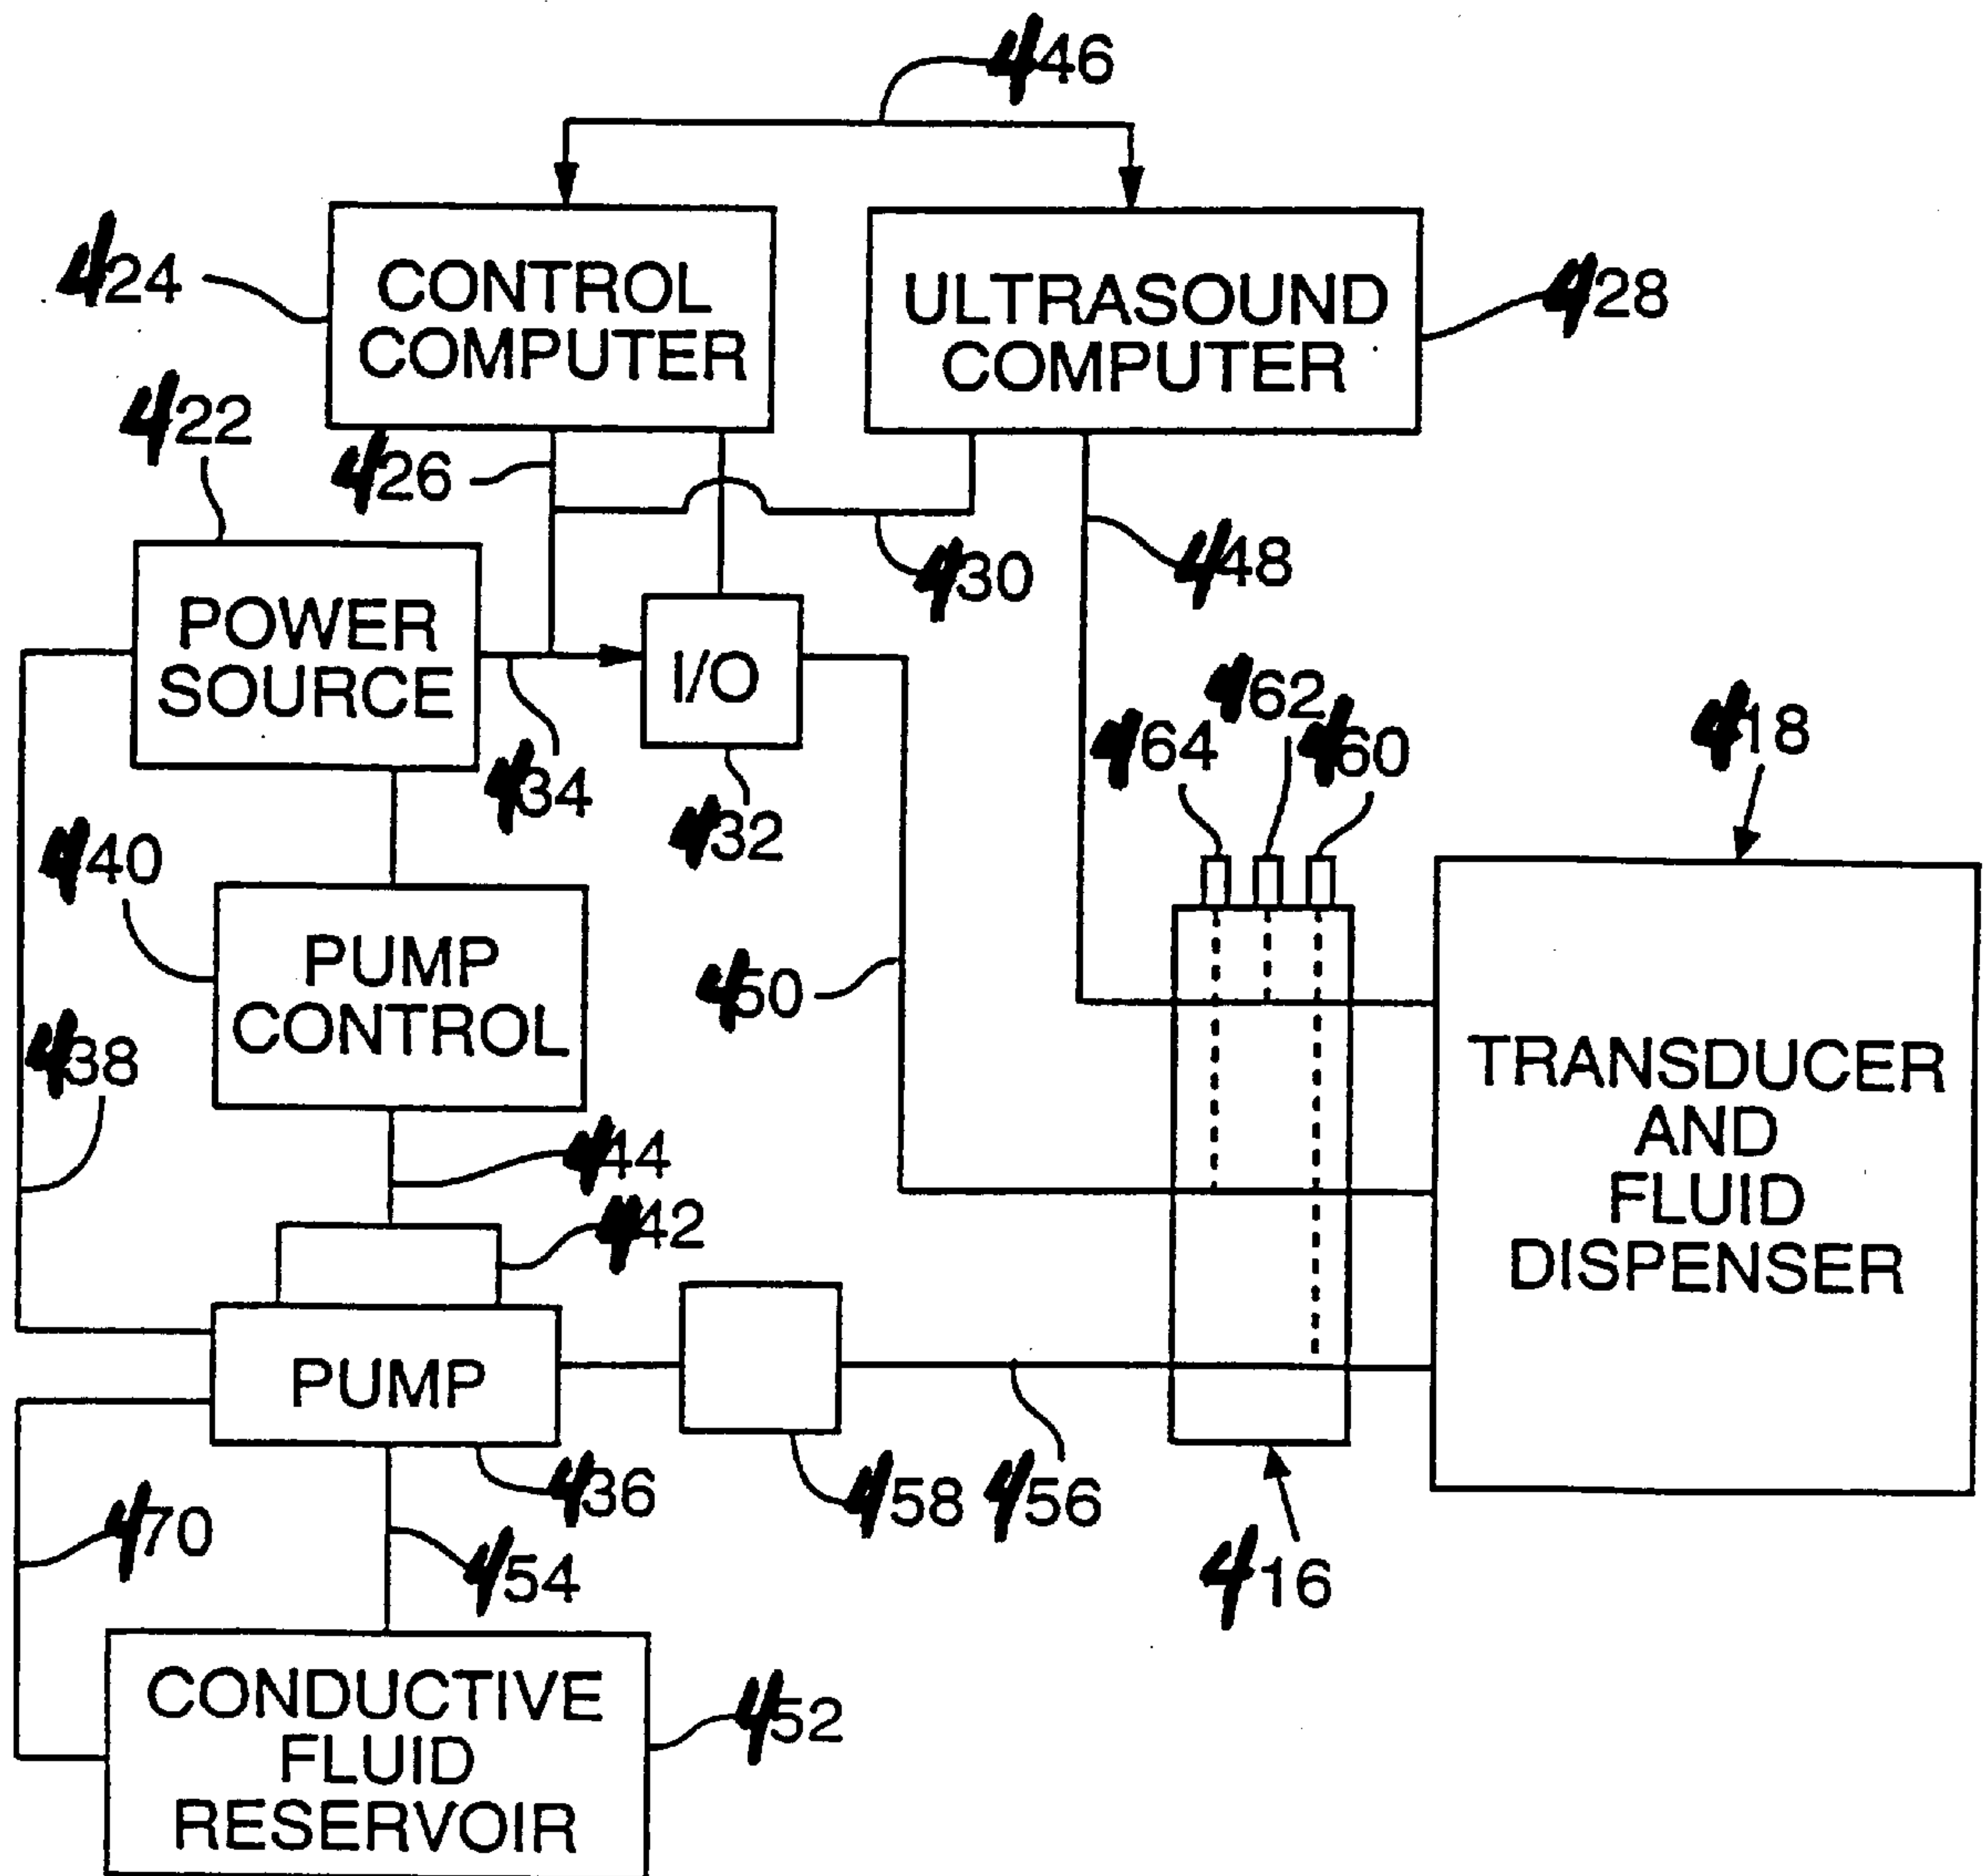 446
424
CONTROL
COMPUTER
ULTRASOUND
COMPUTER
428
422
426
430
448
POWER
SOURCE
I/O
434
432
464
462
460
418
440
PUMP
CONTROL
450
438
444
442
TRANSDUCER
AND
FLUID
DISPENSER
PUMP
436
458
456
416
470
454
CONDUCTIVE
FLUID
RESERVOIR
452